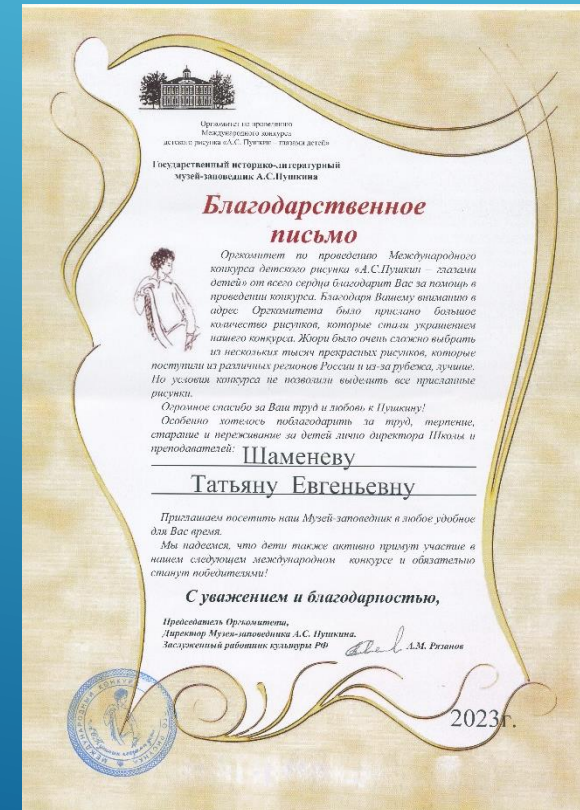 Оргкомитет по проведению
Международного конкурса
детского рисунка «А.С. Пушкин – глазами детей»
Государственный историко-литературный
музей-заповедник А.С.Пушкина
Благодарственное
письмо
Оргкомитет по проведению Международного
конкурса детского рисунка «А.С.Пушкин – глазами
детей» от всего сердца благодарит Вас за помощь в
проведении конкурса. Благодаря Вашему вниманию в
адрес Оргкомитета было прислано большое
количество рисунков, которые стали украшением
нашего конкурса. Жюри было очень сложно выбрать
из нескольких тысяч прекрасных рисунков, которые
поступили из различных регионов России и из-за рубежа, лучшие.
Но условия конкурса не позволили выделить все присланные
рисунки.
Огромное спасибо за Ваш труд и любовь к Пушкину!
Особенно хотелось поблагодарить за труд, терпение,
старание и переживание за детей лично директора Школы и
преподавателей: Шаменеву
Татьяну Евгеньевну
Приглашаем посетить наш Музей-заповедник в любое удобное
для Вас время.
Мы надеемся, что дети также активно примут участие в
нашем следующем международном конкурсе и обязательно
станут победителями!
С уважением и благодарностью,
Председатель Оргкомитета,
Директор Музея-заповедника А.С. Пушкина.
Заслуженный работник культуры РФ А.М. Рязанов
МЕЖДУНАРОДНЫЙ КОНКУРС
РИСУНКА
2023г.